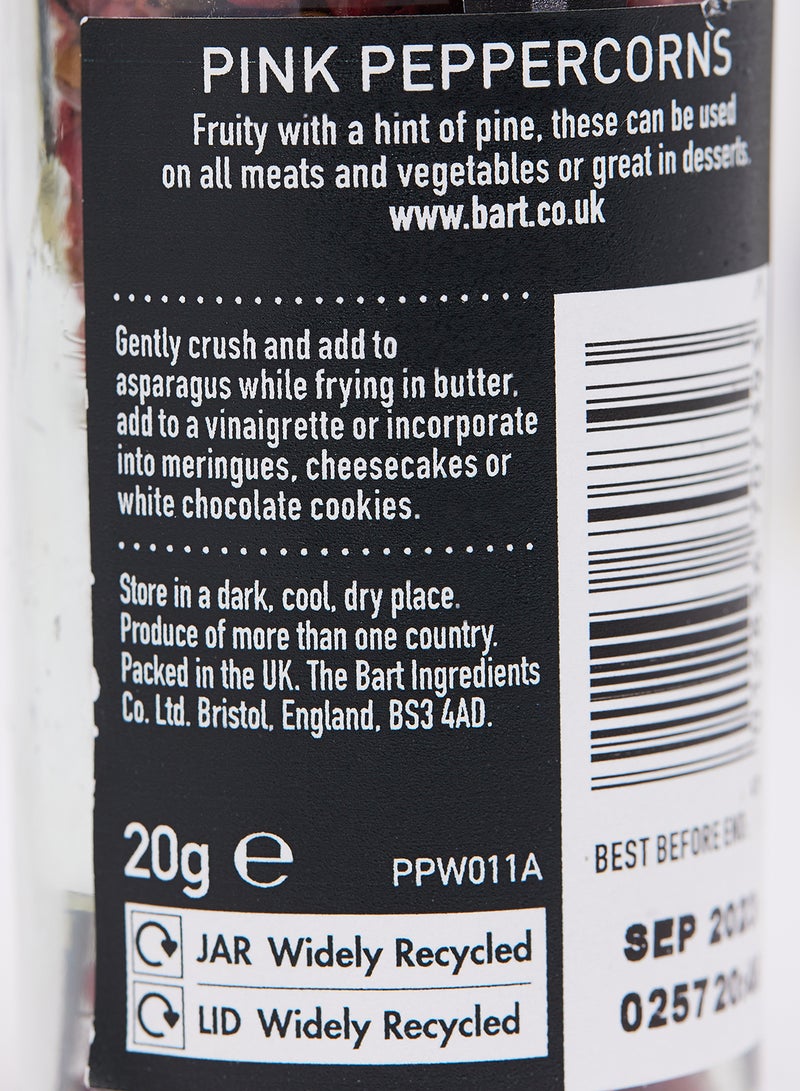 PINK PEPPERCORNS
Fruity with a hint of pine, these can be used
on all meats and vegetables or great in desserts.
www.bart.co.uk
Gently crush and add to
asparagus while frying in butter,
add to a vinaigrette or incorporate
into meringues, cheesecakes or
white chocolate cookies.
Store in a dark, cool, dry place.
Produce of more than one country.
Packed in the UK. The Bart Ingredients
Co. Ltd. Bristol, England, BS3 4AD.
20g e
PPW011A
JAR Widely Recycled
LID Widely Recycled
BEST BEFORE END
SEP